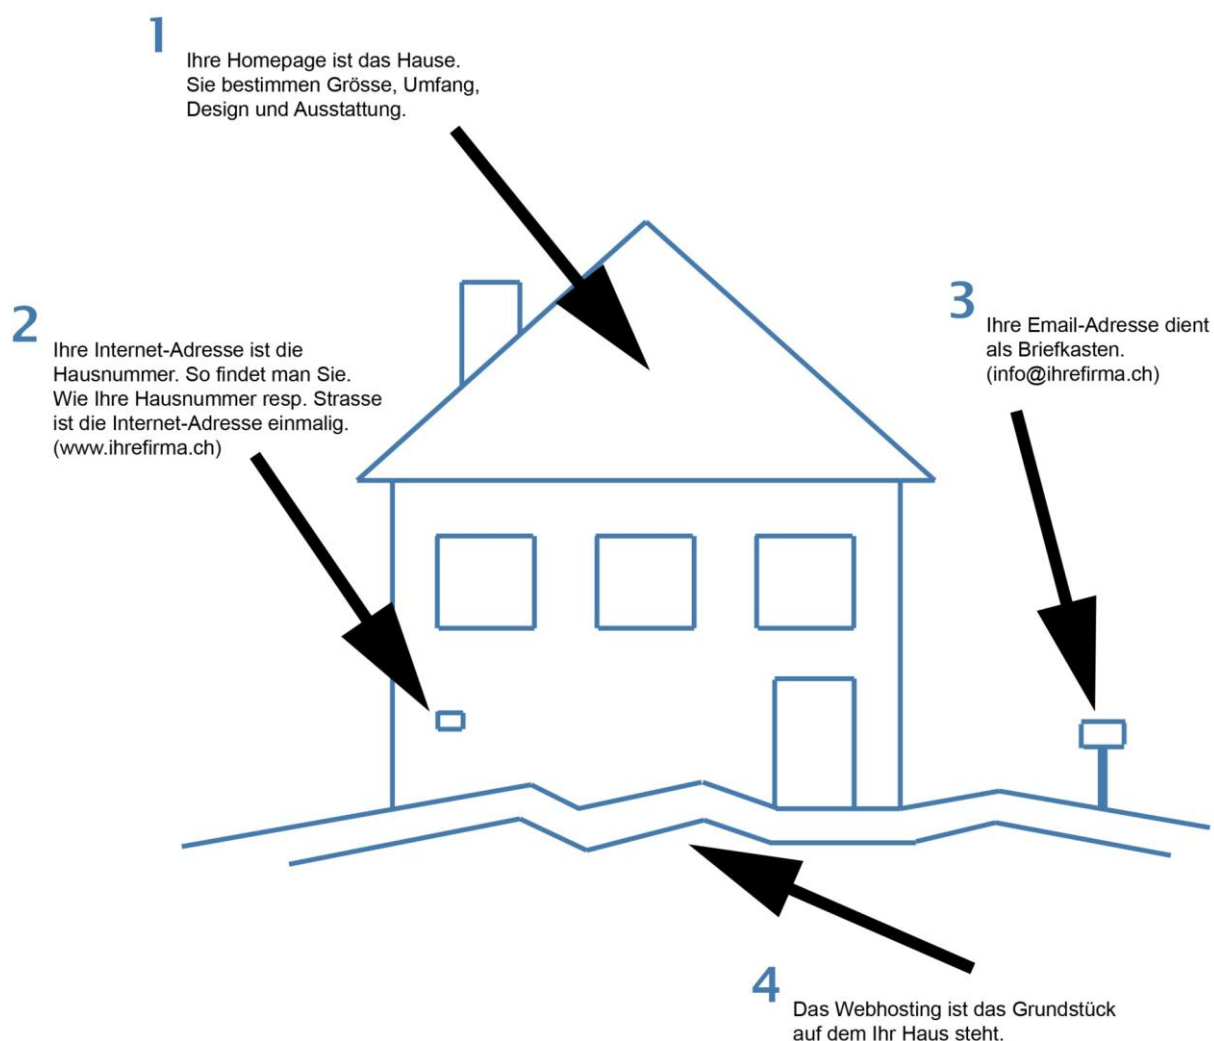 1
Ihre Homepage ist das Hause.
Sie bestimmen Grösse, Umfang,
Design und Ausstattung.
2
Ihre Internet-Adresse ist die
Hausnummer. So findet man Sie.
Wie Ihre Hausnummer resp. Strasse
ist die Internet-Adresse einmalig.
(www.ihrefirma.ch)
3
Ihre Email-Adresse dient
als Briefkasten.
(info@ihrefirma.ch)
4
Das Webhosting ist das Grundstück
auf dem Ihr Haus steht.